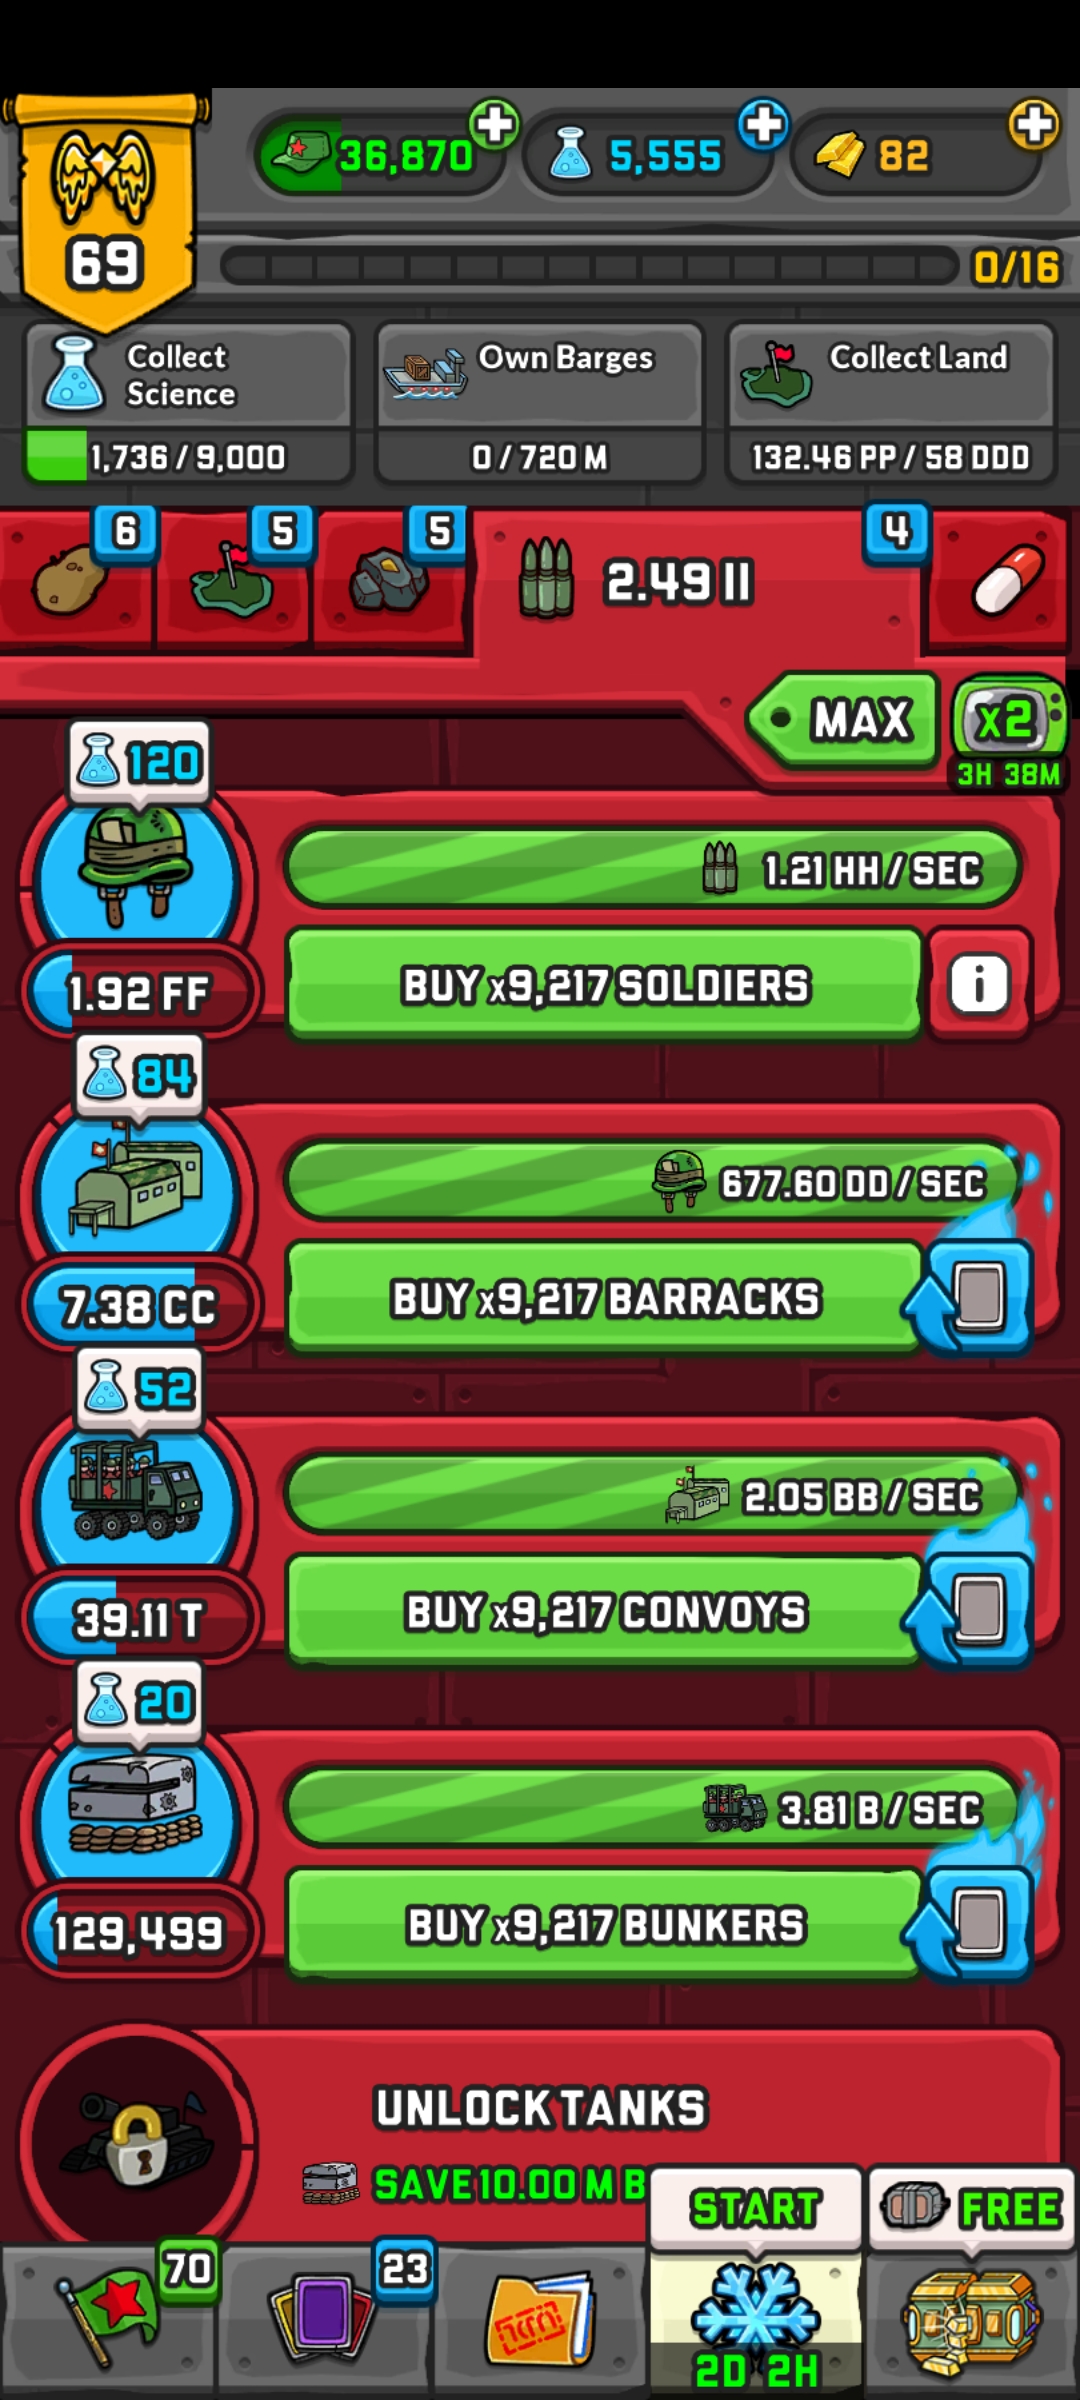 36,870
5,555
82
69
0/16
Collect
Science
1,736 / 9,000
Own Barges
0 / 720 M
Collect Land
132.46 PP / 58 DDD
6
5
5
2.49 II
4
MAX
x2
3H 38M
120
1.21 HH / SEC
1.92 FF
BUY x9,217 SOLDIERS
i
84
677.60 DD / SEC
7.38 CC
BUY x9,217 BARRACKS
52
2.05 BB / SEC
39.11 T
BUY x9,217 CONVOYS
20
3.81 B / SEC
129,499
BUY x9,217 BUNKERS
UNLOCK TANKS
SAVE 10.00 M B
START
FREE
70
23
2D 2H